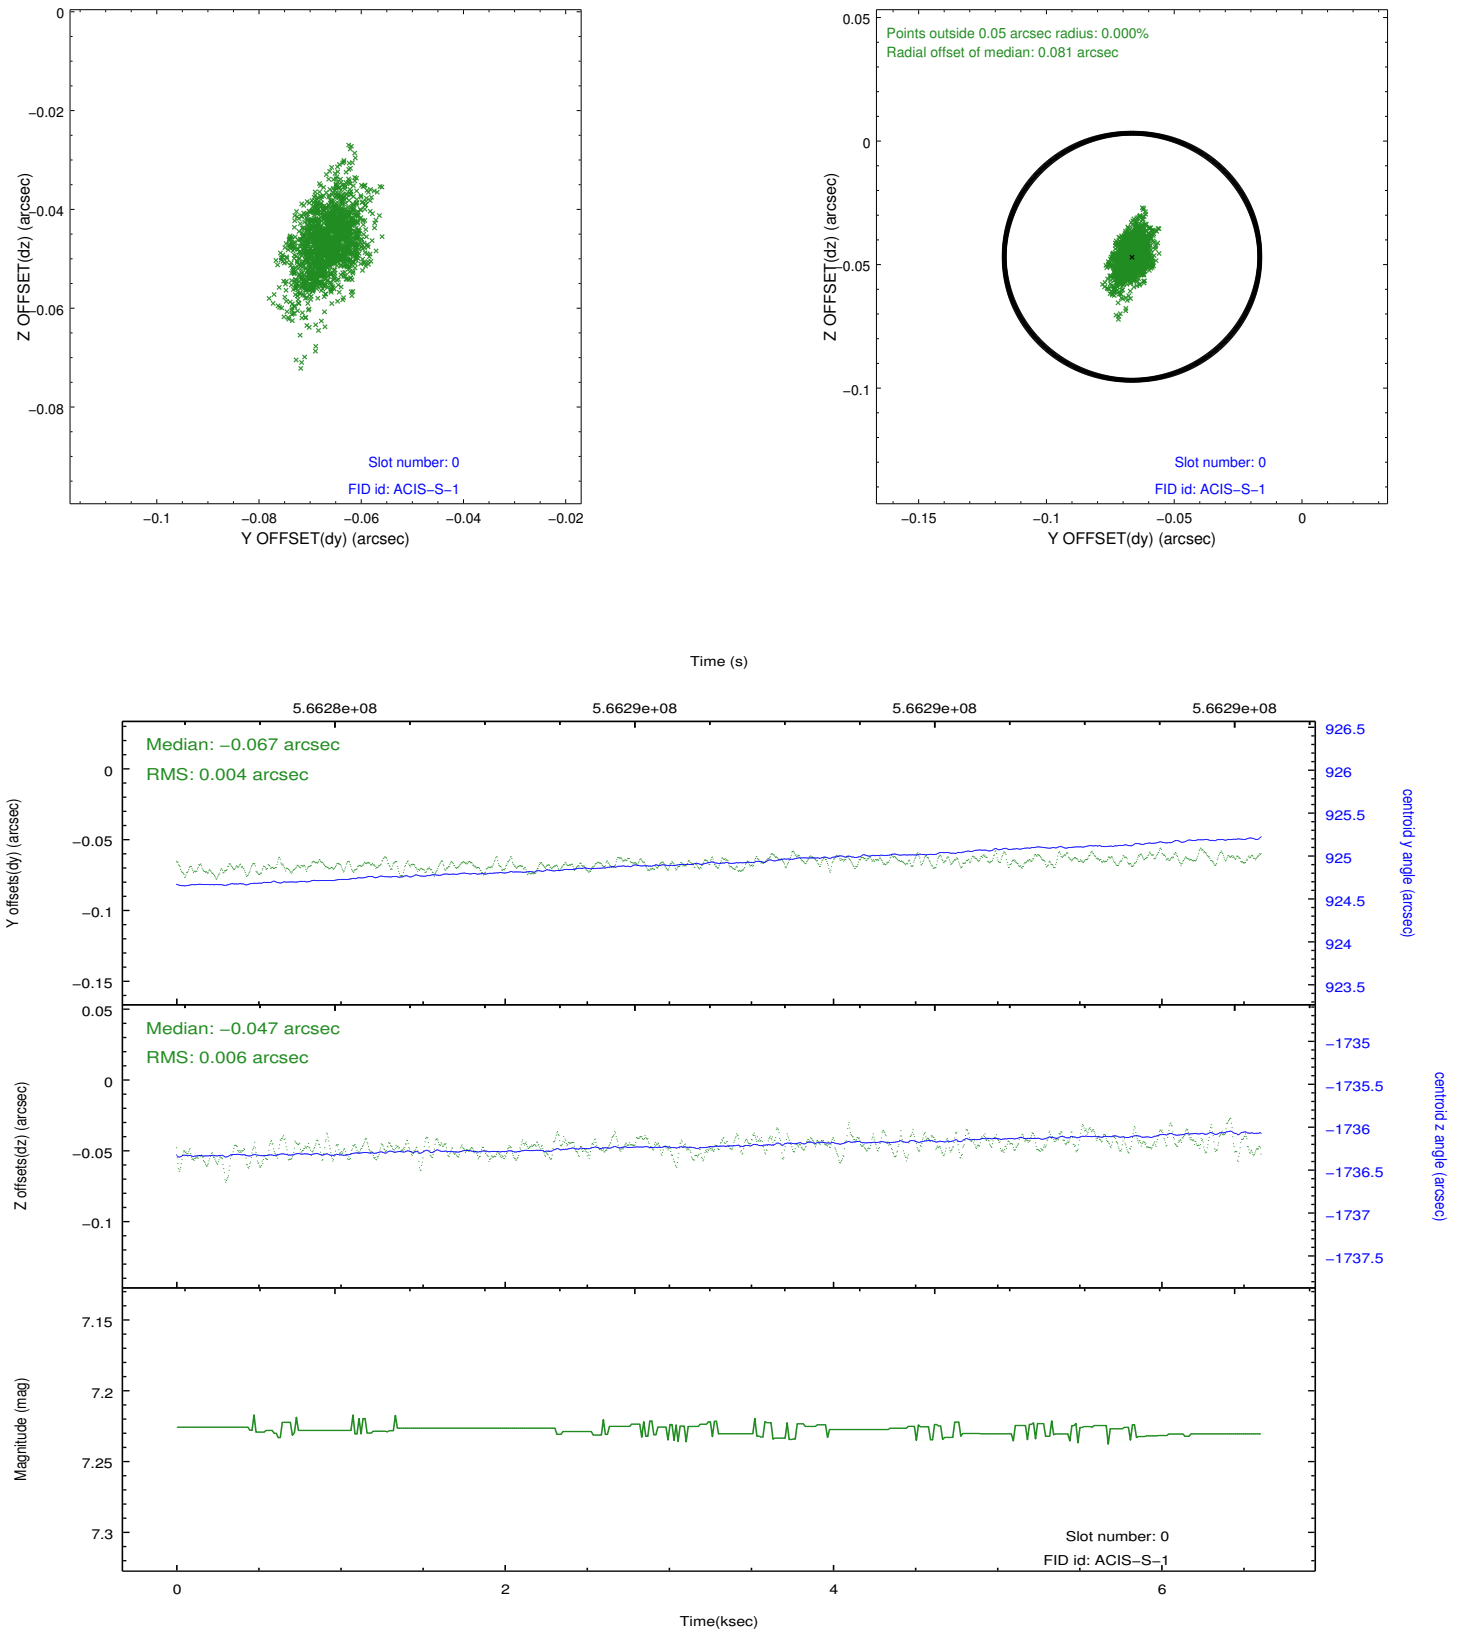 0
−0.02
−0.04
−0.06
−0.08
Z OFFSET(dz) (arcsec)
Slot number: 0
FID id: ACIS−S−1
−0.1
−0.08
−0.06
−0.04
−0.02
Y OFFSET(dy) (arcsec)
Points outside 0.05 arcsec radius: 0.000%
Radial offset of median: 0.081 arcsec
0.05
0
−0.05
−0.1
Z OFFSET(dz) (arcsec)
Slot number: 0
FID id: ACIS−S−1
−0.15
−0.1
−0.05
0
Y OFFSET(dy) (arcsec)
Time (s)
5.6628e+08
5.6629e+08
5.6629e+08
5.6629e+08
Median: −0.067 arcsec
RMS: 0.004 arcsec
0
−0.05
−0.1
−0.15
Y offsets(dy) (arcsec)
926.5
926
925.5
925
924.5
924
923.5
centroid y angle (arcsec)
Median: −0.047 arcsec
RMS: 0.006 arcsec
0.05
0
−0.05
−0.1
Z offsets(dz) (arcsec)
−1735
−1735.5
−1736
−1736.5
−1737
−1737.5
centroid z angle (arcsec)
7.15
7.2
7.25
7.3
Magnitude (mag)
Slot number: 0
FID id: ACIS−S−1
0
2
4
6
Time(ksec)